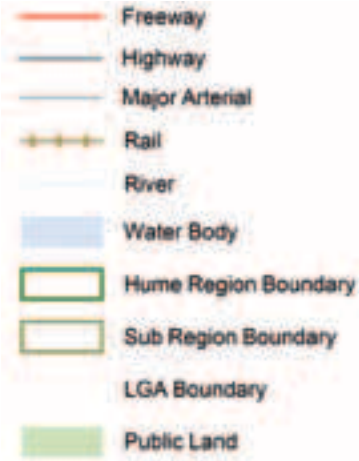 Freeway
Highway
Major Arterial
Rail
River
Water Body
Hume Region Boundary
Sub Region Boundary
LGA Boundary
Public Land